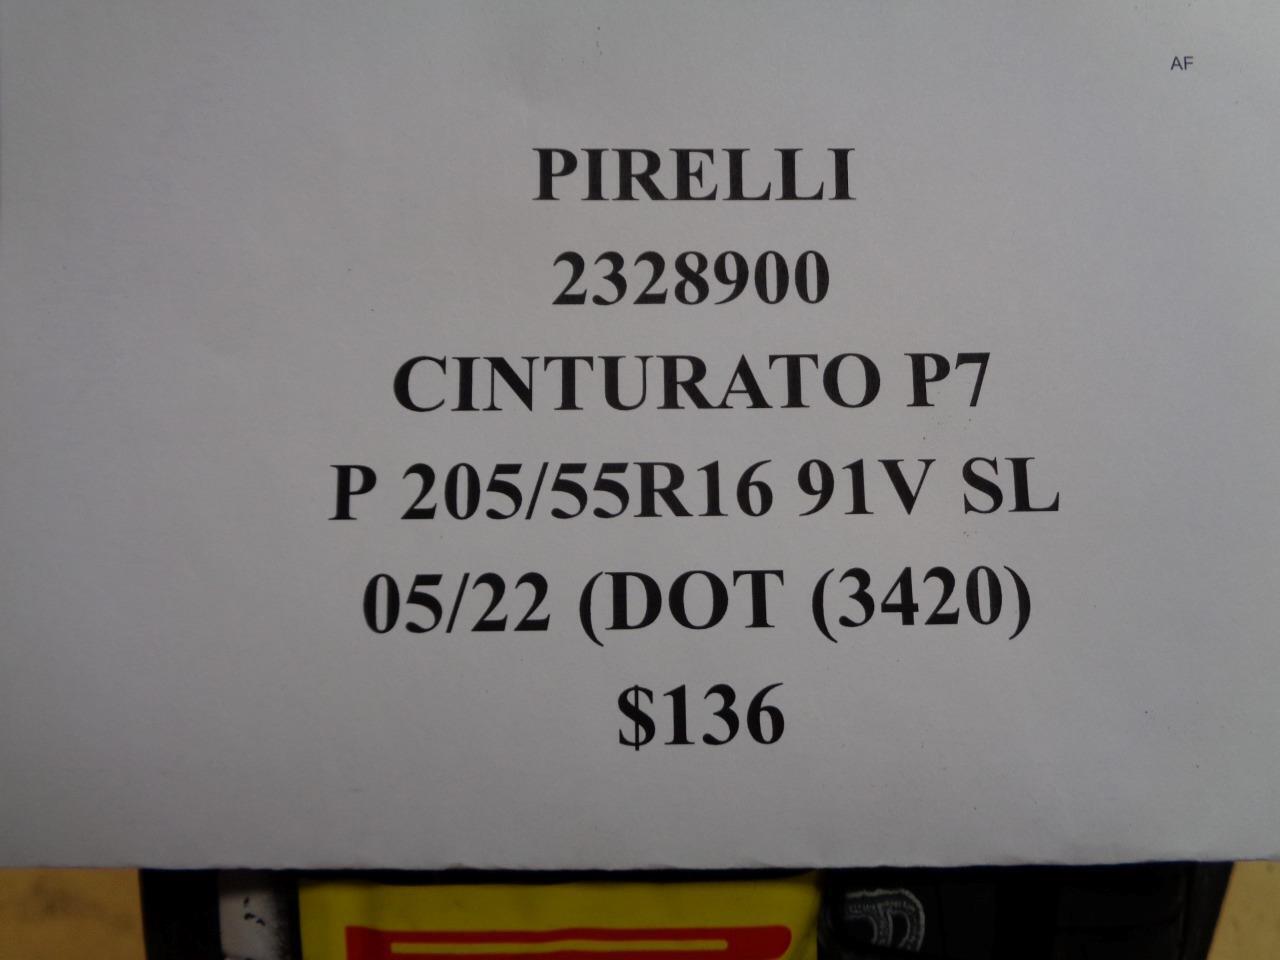 AF
PIRELLI
2328900
CINTURATO P7
P 205/55R16 91V SL
05/22 (DOT (3420)
$136